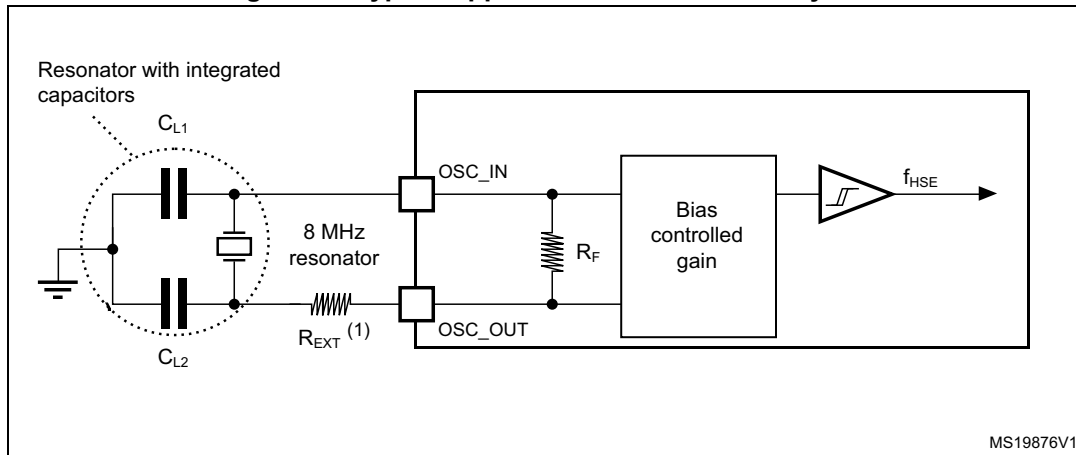 Resonator with integrated
capacitors
CL1
OSC_IN
fHSE
8 MHz
resonator
RF
Bias
controlled
gain
REXT (1)
OSC_OUT
CL2
MS19876V1